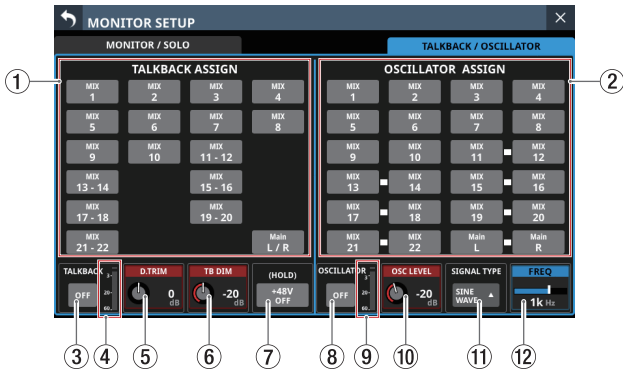 MONITOR SETUP
MONITOR / SOLO
TALKBACK / OSCILLATOR
TALKBACK ASSIGN
MIX 1
MIX 2
MIX 3
MIX 4
MIX 5
MIX 6
MIX 7
MIX 8
MIX 9
MIX 10
MIX 11 - 12
MIX 13 - 14
MIX 15 - 16
MIX 17 - 18
MIX 19 - 20
MIX 21 - 22
Main L / R
OSCILLATOR ASSIGN
MIX 1
MIX 2
MIX 3
MIX 4
MIX 5
MIX 6
MIX 7
MIX 8
MIX 9
MIX 10
MIX 11
MIX 12
MIX 13
MIX 14
MIX 15
MIX 16
MIX 17
MIX 18
MIX 19
MIX 20
MIX 21
MIX 22
Main L
Main R
TALKBACK
OFF
3
20
60
D.TRIM
0 dB
TB DIM
-20 dB
(HOLD)
+48V OFF
OSCILLATOR
OFF
3
20
60
OSC LEVEL
-20 dB
SIGNAL TYPE
SINE WAVE
FREQ
1k Hz
1
2
3
4
5
6
7
8
9
10
11
12